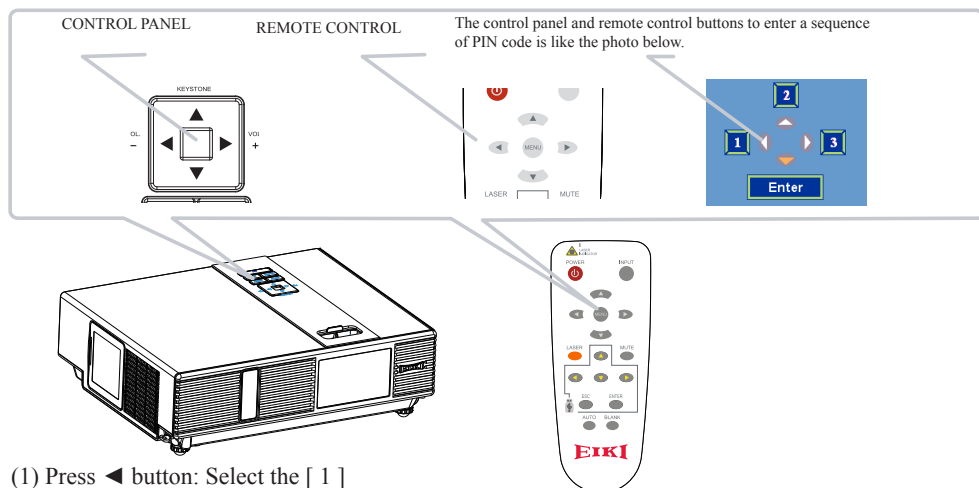 CONTROL PANEL
REMOTE CONTROL
The control panel and remote control buttons to enter a sequence
of PIN code is like the photo below.
KEYSTONE
OL.
−
VOL
+
MENU
LASER
MUTE
2
1
3
Enter
LASER
POWER
INPUT
MENU
LASER
MUTE
ESC
ENTER
AUTO
BLANK
EIKI
(1) Press ◄ button: Select the [ 1 ]